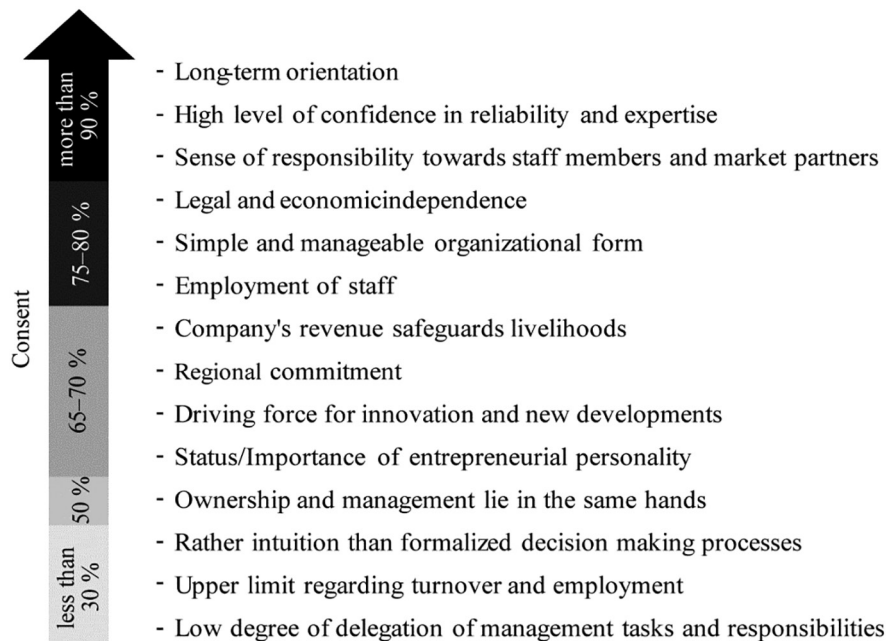 more than
90 %
75–80 %
65–70 %
50 %
less than
30 %
Consent
- Long-term orientation
- High level of confidence in reliability and expertise
- Sense of responsibility towards staff members and market partners
- Legal and economicindependence
- Simple and manageable organizational form
- Employment of staff
- Company's revenue safeguards livelihoods
- Regional commitment
- Driving force for innovation and new developments
- Status/Importance of entrepreneurial personality
- Ownership and management lie in the same hands
- Rather intuition than formalized decision making processes
- Upper limit regarding turnover and employment
- Low degree of delegation of management tasks and responsibilities